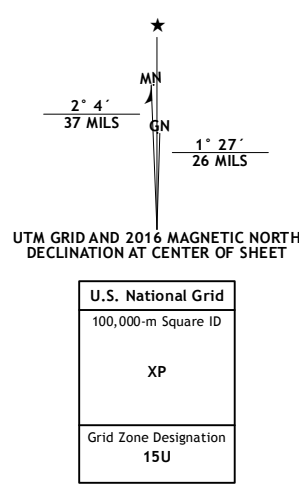 ★
MN
2° 4´
37 MILS
GN
1° 27´
26 MILS
UTM GRID AND 2016 MAGNETIC NORTH
DECLINATION AT CENTER OF SHEET
U.S. National Grid
100,000-m Square ID
XP
Grid Zone Designation
15U